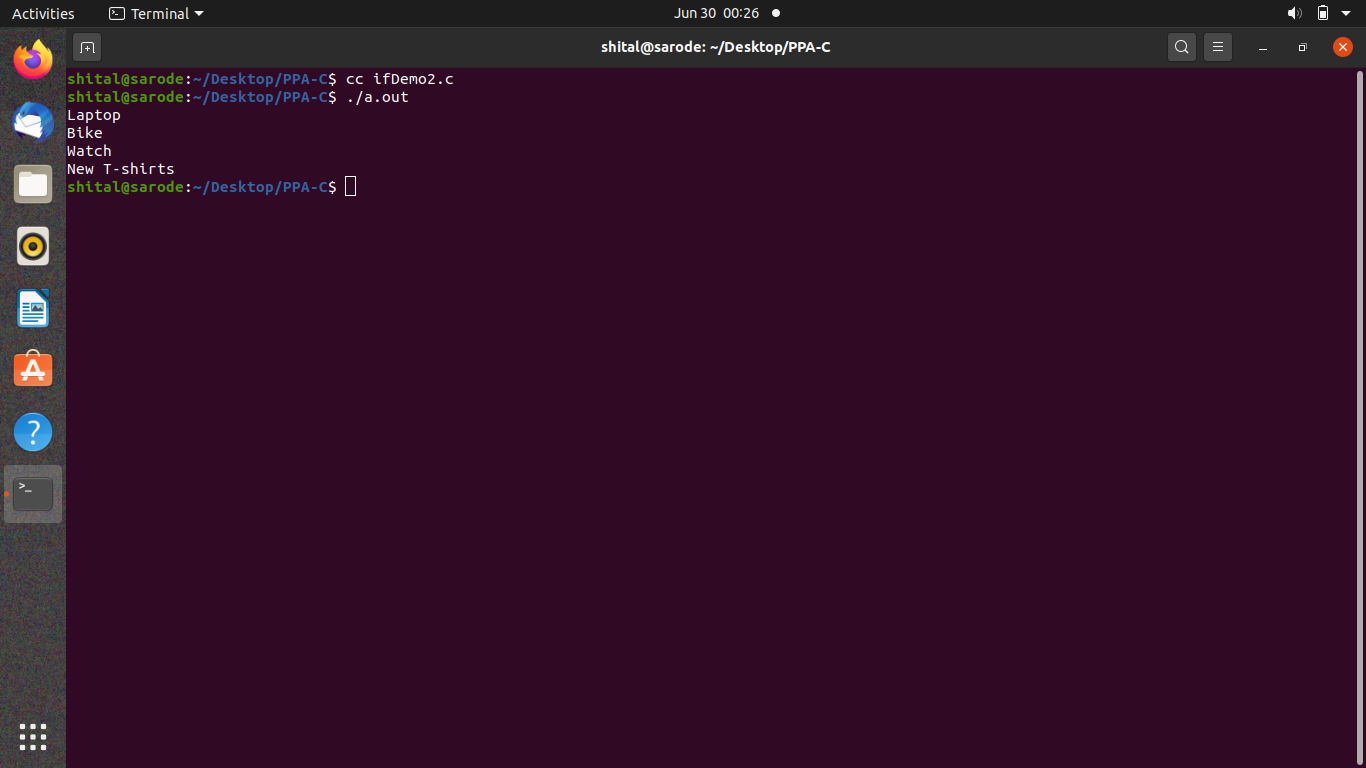 Activities Terminal Jun 30 00:26
shital@sarode: ~/Desktop/PPA-C
shital@sarode:~/Desktop/PPA-C$ cc ifDemo2.c
shital@sarode:~/Desktop/PPA-C$ ./a.out
Laptop
Bike
Watch
New T-shirts
shital@sarode:~/Desktop/PPA-C$